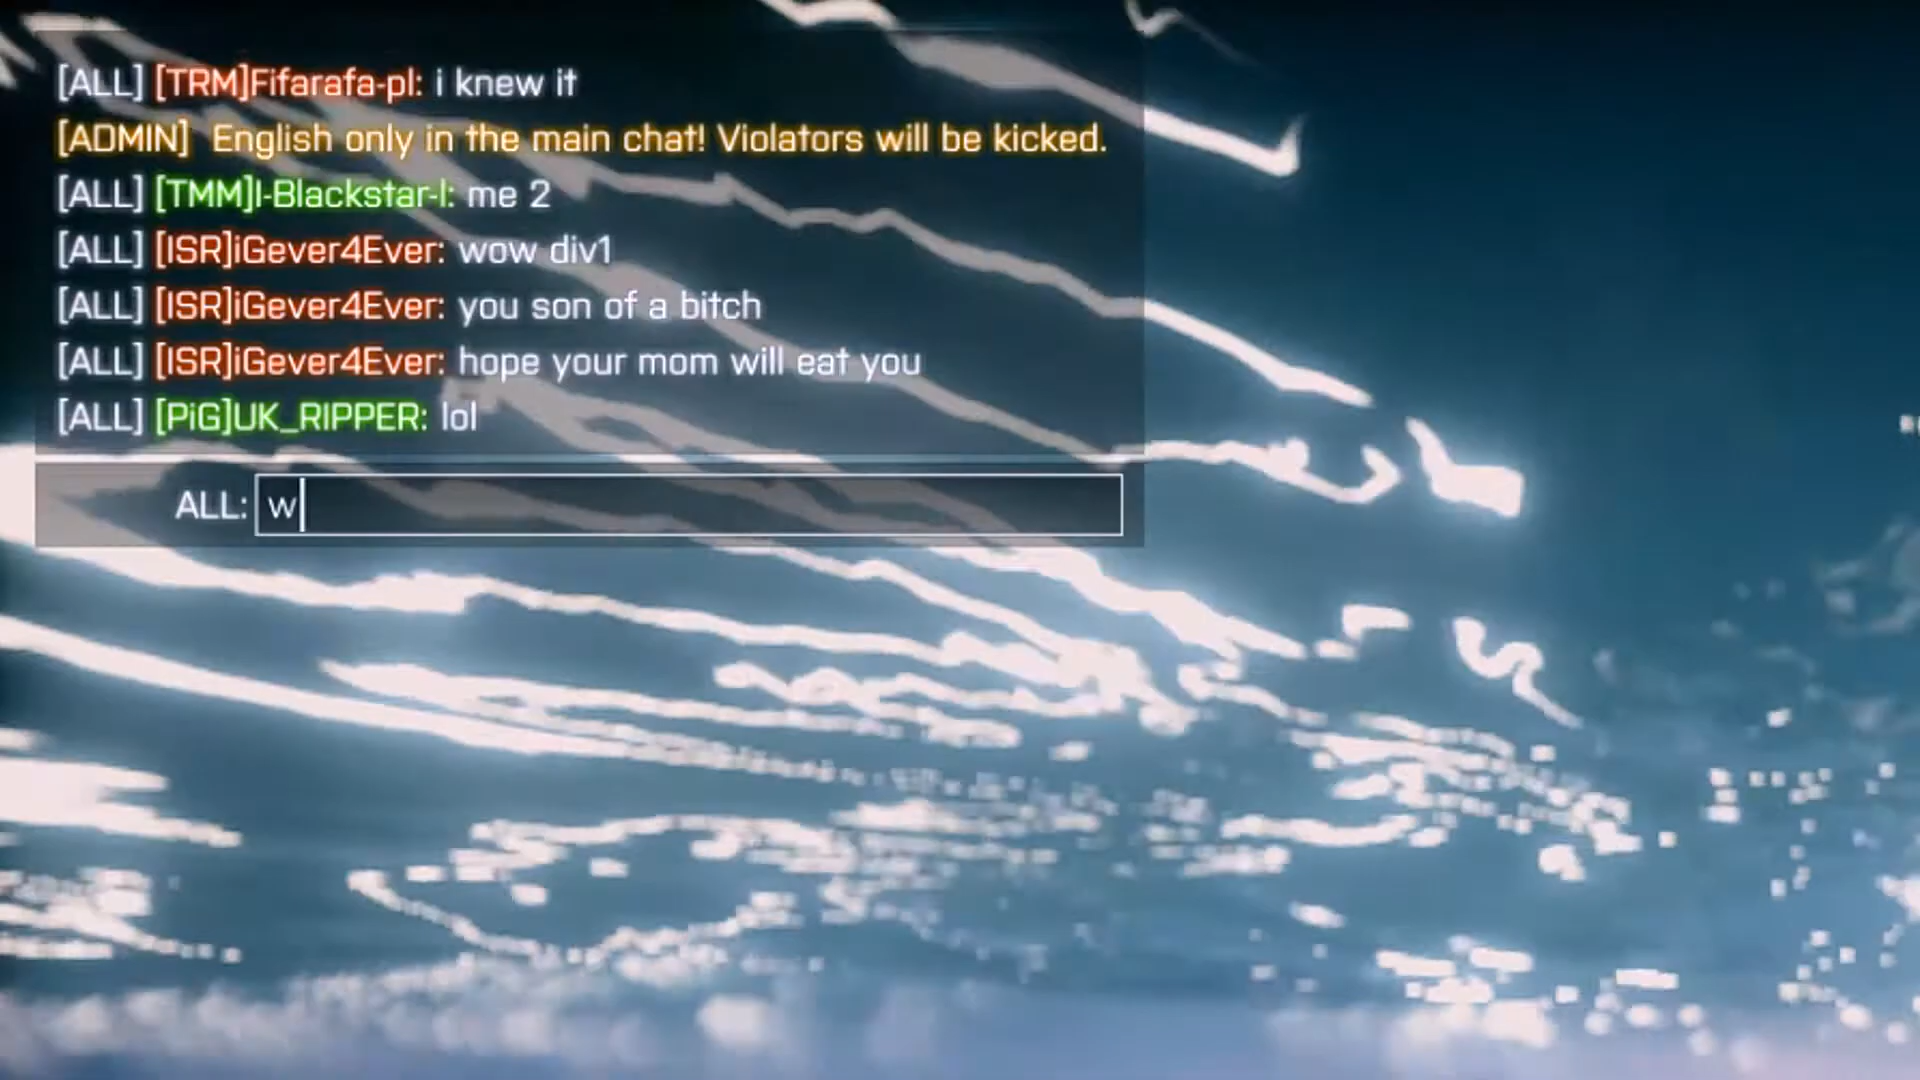 [ALL] [TRM]Fifarafa-pl: i knew it
[ADMIN]  English only in the main chat! Violators will be kicked.
[ALL] [TMM]I-Blackstar-I: me 2
[ALL] [ISR]iGever4Ever: wow div1
[ALL] [ISR]iGever4Ever: you son of a bitch
[ALL] [ISR]iGever4Ever: hope your mom will eat you
[ALL] [PiG]UK_RIPPER: lol
ALL: w